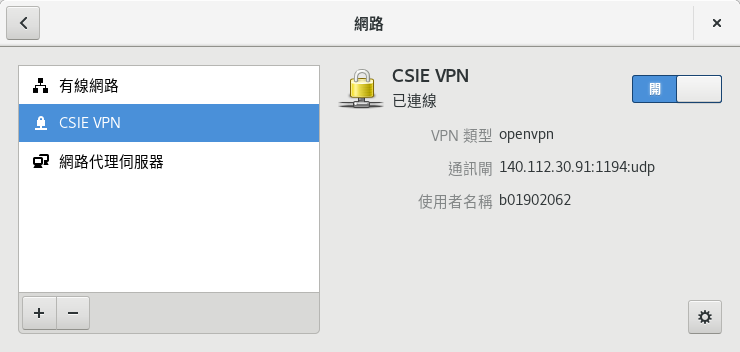 網路
有線網路
CSIE VPN
網路代理伺服器
CSIE VPN
已連線
開
VPN 類型 openvpn
通訊閘 140.112.30.91:1194:udp
使用者名稱 b01902062